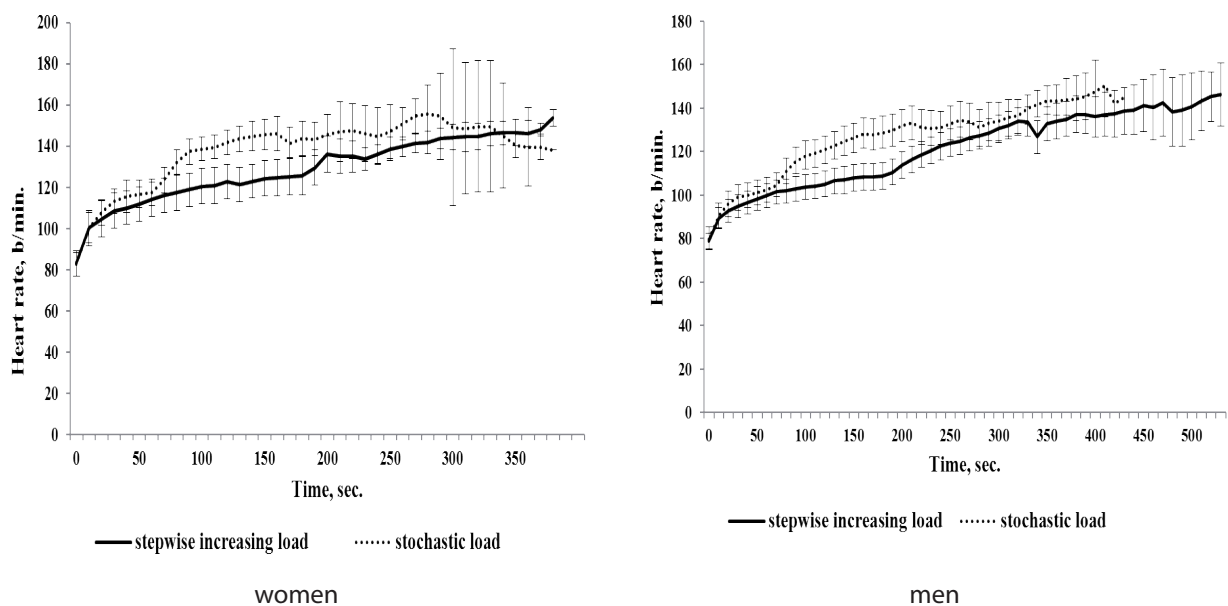 200
180
160
140
120
100
80
60
40
20
0
Heart rate, b/min.
0 50 100 150 200 250 300 350
Time, sec.
stepwise increasing load stochastic load
women
180
160
140
120
100
80
60
40
20
0
Heart rate, b/min.
0 50 100 150 200 250 300 350 400 450 500
Time, sec.
stepwise increasing load stochastic load
men